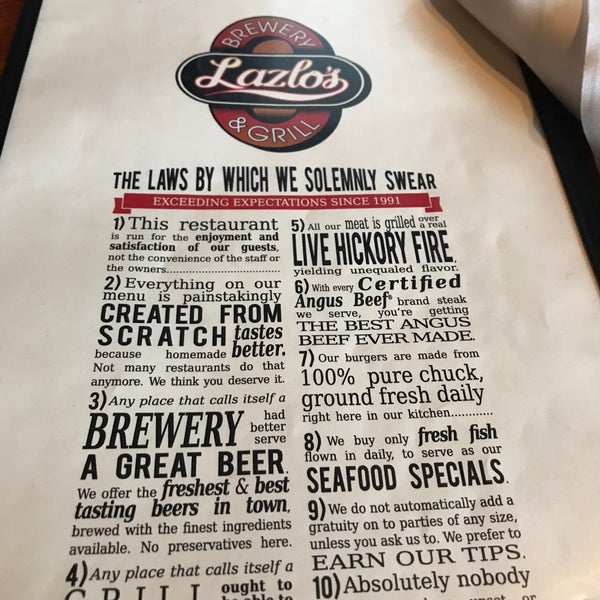 BREWERY
Lazlo's
& GRILL
THE LAWS BY WHICH WE SOLEMNLY SWEAR
EXCEEDING EXPECTATIONS SINCE 1991
1) This restaurant
is run for the enjoyment and
satisfaction of our guests,
not the convenience of the staff or
the owners..............................
2) Everything on our
menu is painstakingly
CREATED FROM
SCRATCH tastes
because homemade better.
Not many restaurants do that
anymore. We think you deserve it.
3) Any place that calls itself a
BREWERY had
better
serve
A GREAT BEER.
We offer the freshest & best
tasting beers in town,
brewed with the finest ingredients
available. No preservatives here.
4) Any place that calls itself a
GRILL ought to
be able to
5) All our meat is grilled over
a real
LIVE HICKORY FIRE,
yielding unequaled flavor.
6) With every Certified
Angus Beef® brand steak
we serve, you're getting
THE BEST ANGUS
BEEF EVER MADE.
7) Our burgers are made from
100% pure chuck,
ground fresh daily
right here in our kitchen............
8) We buy only fresh fish
flown in daily, to serve as our
SEAFOOD SPECIALS.
9) We do not automatically add a
gratuity on to parties of any size,
unless you ask us to. We prefer to
EARN OUR TIPS.
10) Absolutely nobody